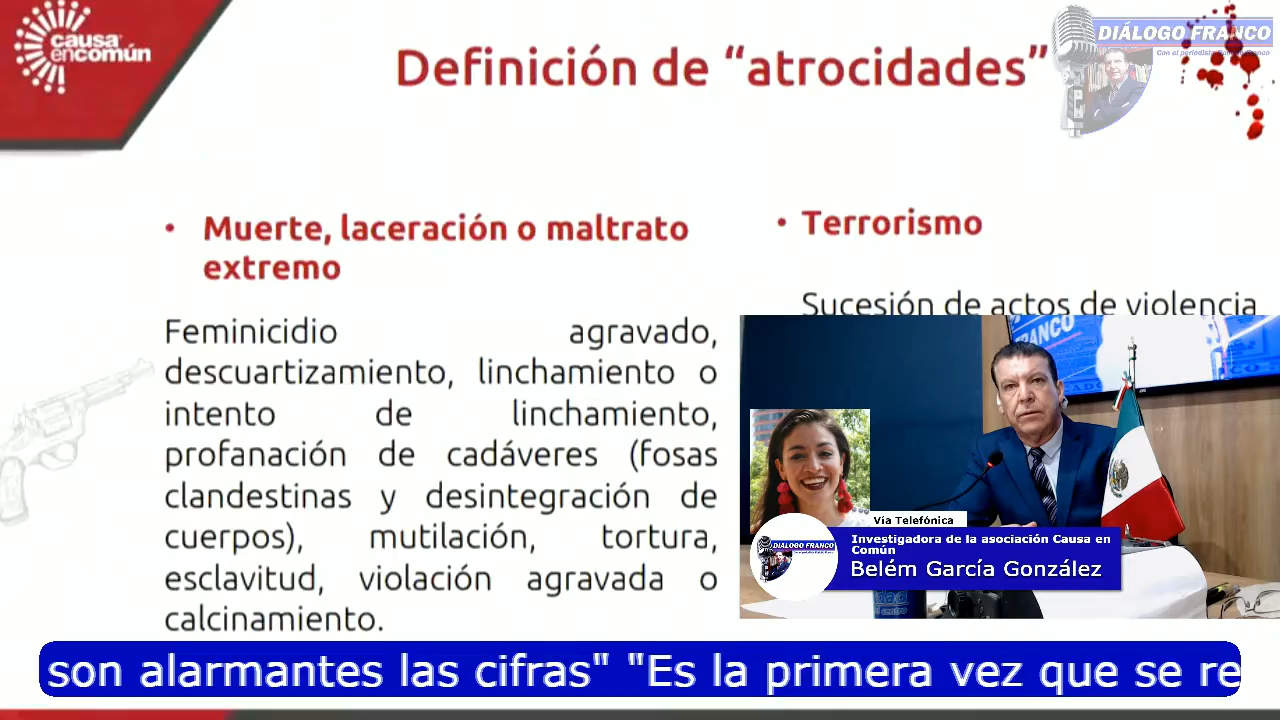 causa
encomún
Definición de “atrocidades”
DIÁLOGO FRANCO
• Muerte, laceración o maltrato
extremo
Feminicidio agravado,
descuartizamiento, linchamiento o
intento de linchamiento,
profanación de cadáveres (fosas
clandestinas y desintegración de
cuerpos), mutilación, tortura,
esclavitud, violación agravada o
calcinamiento.
• Terrorismo
Sucesión de actos de violencia
FRANCO
Vía Telefónica
DIALOGO FRANCO
Investigadora de la asociación Causa en
Común
Belém García González
son alarmantes las cifras" "Es la primera vez que se re